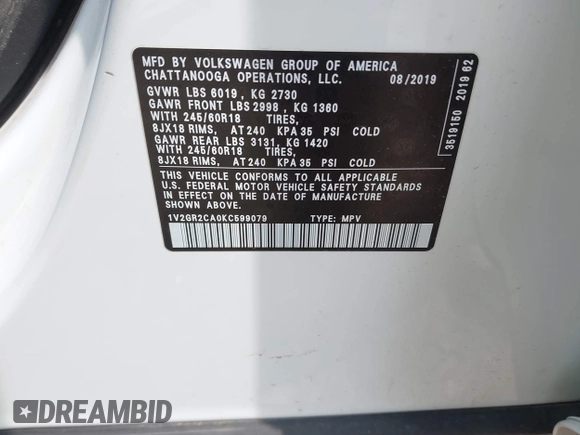 MFD BY VOLKSWAGEN GROUP OF AMERICA
CHATTANOOGA OPERATIONS, LLC. 08/2019
GVWR LBS 6019, KG 2730
GAWR FRONT LBS 2998, KG 1360
WITH 245/60R18 TIRES,
8JX18 RIMS, AT 240 KPA 35 PSI COLD
GAWR REAR LBS 3131, KG 1420
WITH 245/60R18 TIRES,
8JX18 RIMS, AT 240 KPA 35 PSI COLD
THIS VEHICLE CONFORMS TO ALL APPLICABLE
U.S. FEDERAL MOTOR VEHICLE SAFETY STANDARDS
IN EFFECT ON THE DATE OF MANUFACTURE
SHOWN ABOVE.
1V2GR2CA0KC599079 TYPE: MPV
3519150 2019 62
DREAMBID